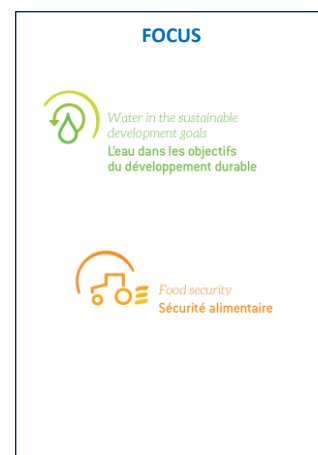 FOCUS
Water in the sustainable
development goals
L'eau dans les objectifs
du développement durable
Food security
Sécurité alimentaire